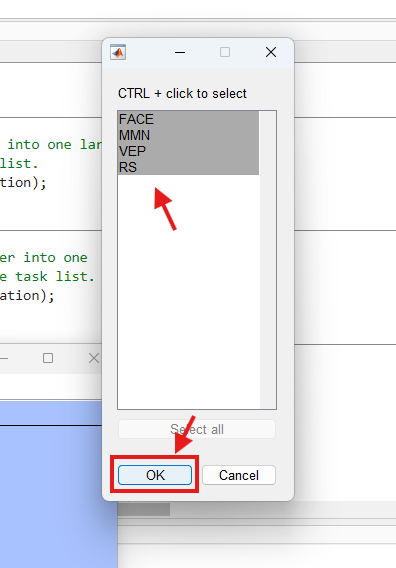 CTRL + click to select
FACE
MMN
VEP
RS
into one lar
list.
ation);
er into one
e task list.
ation);
Select all
OK
Cancel